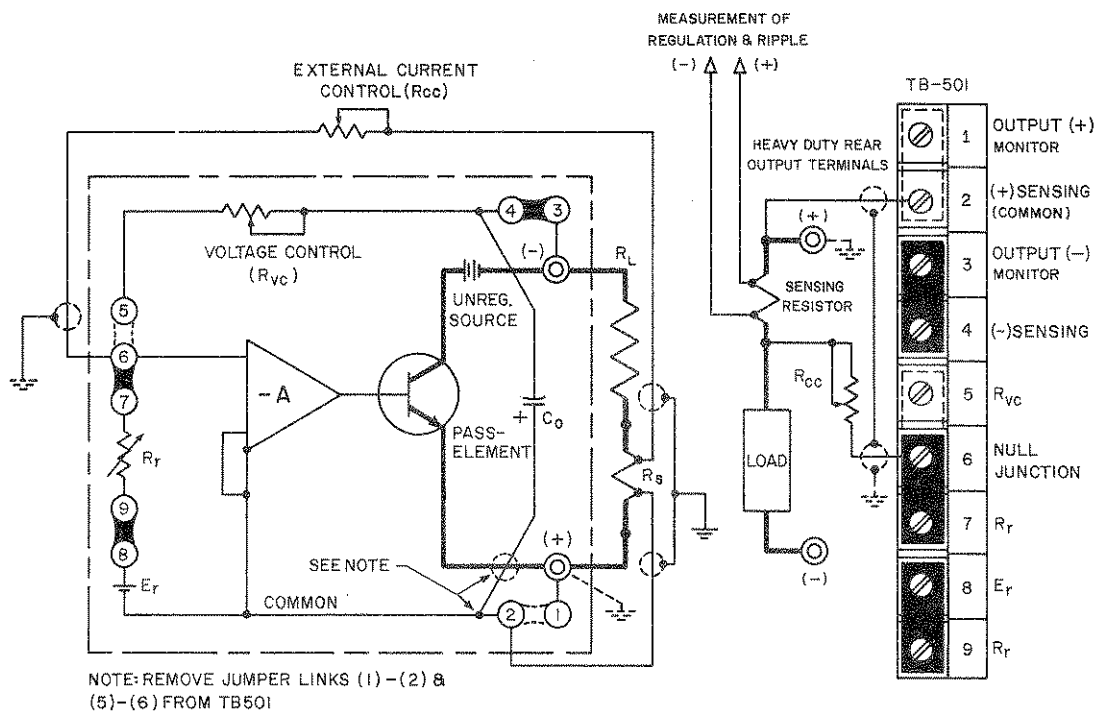 MEASUREMENT OF
REGULATION & RIPPLE
(-) (+)
EXTERNAL CURRENT
CONTROL (Rcc)
TB-501
HEAVY DUTY REAR
OUTPUT TERMINALS
1 OUTPUT (+)
MONITOR
2 (+) SENSING
(COMMON)
3 OUTPUT (-)
MONITOR
4 (-) SENSING
5 RVC
6 NULL
JUNCTION
7 Rr
8 Er
9 Rr
4 3
VOLTAGE CONTROL
(RVC)
(-)
RL
UNREG.
SOURCE
5
6
7
-A
+ Co
PASS-
ELEMENT
Rr
RS
9
8
Er
SEE NOTE
(+)
COMMON
2 1
(+)
SENSING
RESISTOR
RCC
LOAD
(-)
NOTE: REMOVE JUMPER LINKS (1)-(2) &
(5)-(6) FROM TB501